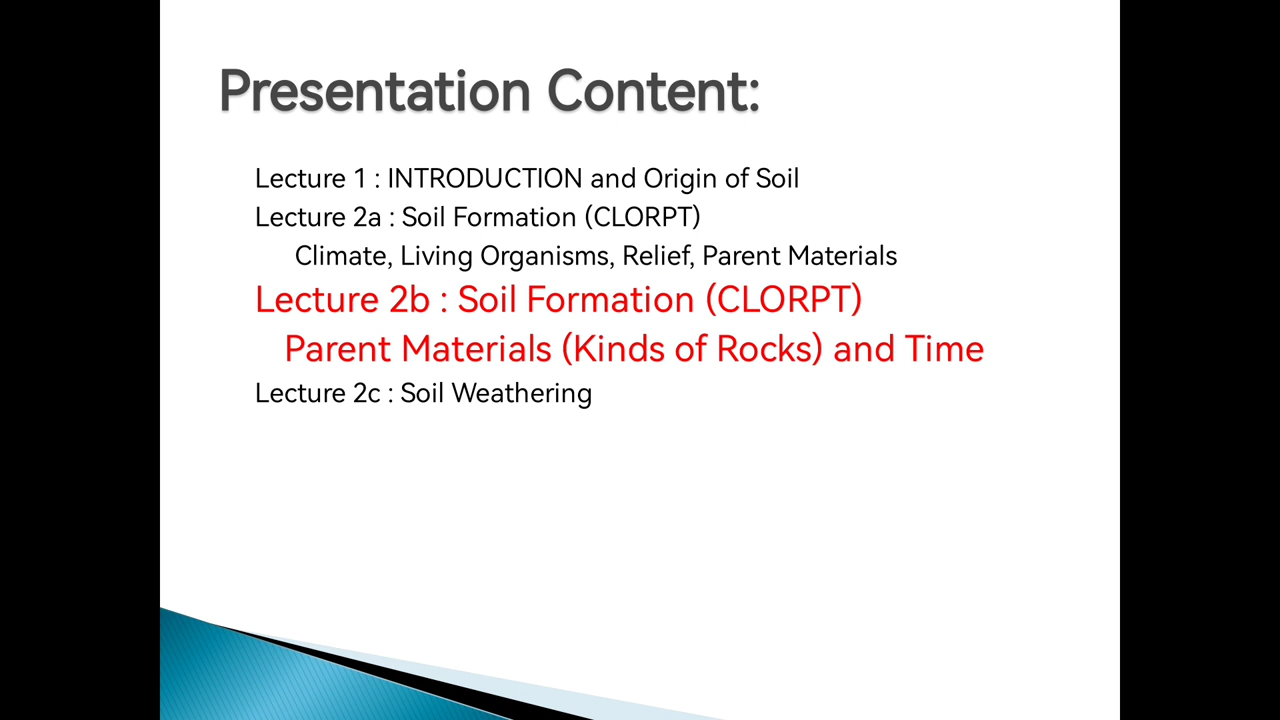 Presentation Content:
Lecture 1 : INTRODUCTION and Origin of Soil
Lecture 2a : Soil Formation (CLORPT)
Climate, Living Organisms, Relief, Parent Materials
Lecture 2b : Soil Formation (CLORPT)
Parent Materials (Kinds of Rocks) and Time
Lecture 2c : Soil Weathering